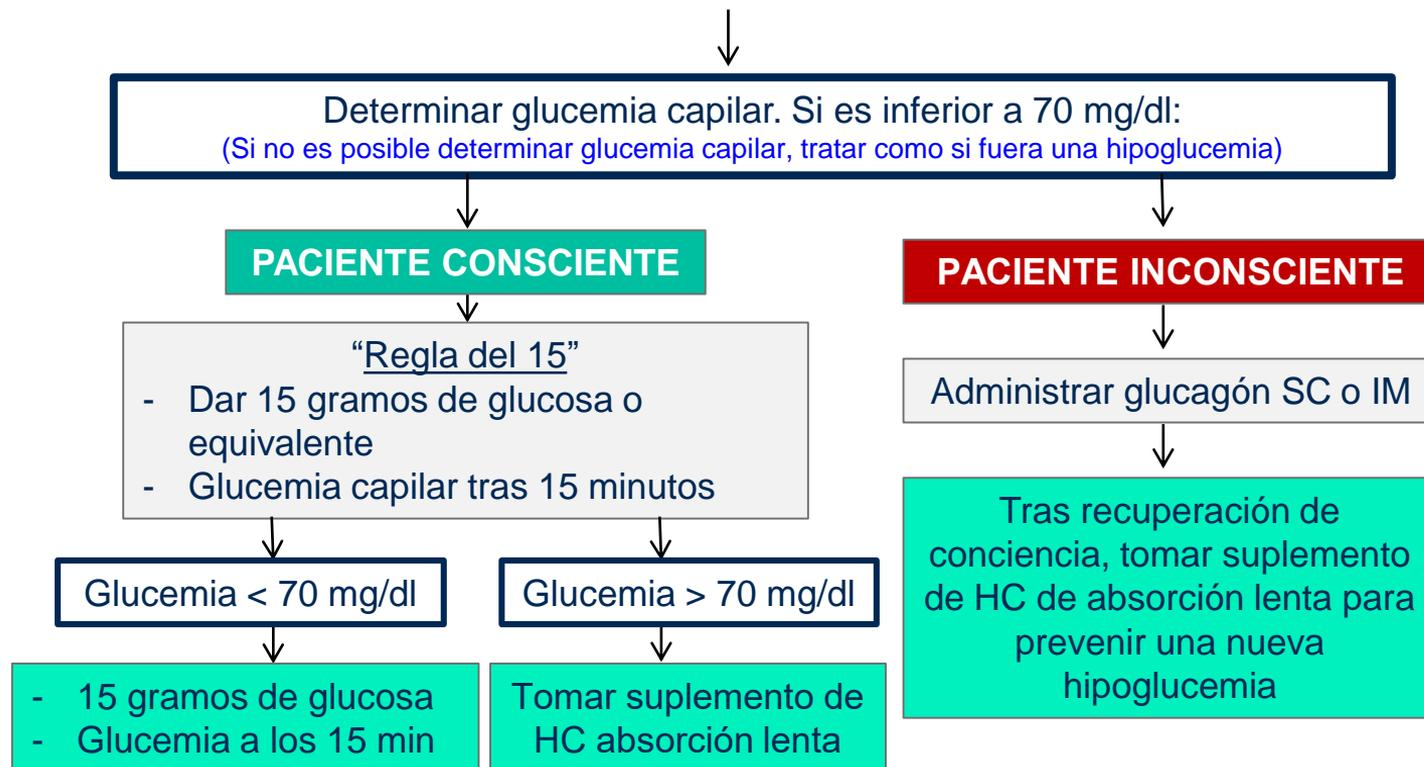 Determinar glucemia capilar. Si es inferior a 70 mg/dl:
(Si no es posible determinar glucemia capilar, tratar como si fuera una hipoglucemia)
PACIENTE CONSCIENTE
“Regla del 15”
- Dar 15 gramos de glucosa o
equivalente
- Glucemia capilar tras 15 minutos
Glucemia < 70 mg/dl
- 15 gramos de glucosa
- Glucemia a los 15 min
Glucemia > 70 mg/dl
Tomar suplemento de
HC absorción lenta
PACIENTE INCONSCIENTE
Administrar glucagón SC o IM
Tras recuperación de
conciencia, tomar suplemento
de HC de absorción lenta para
prevenir una nueva
hipoglucemia